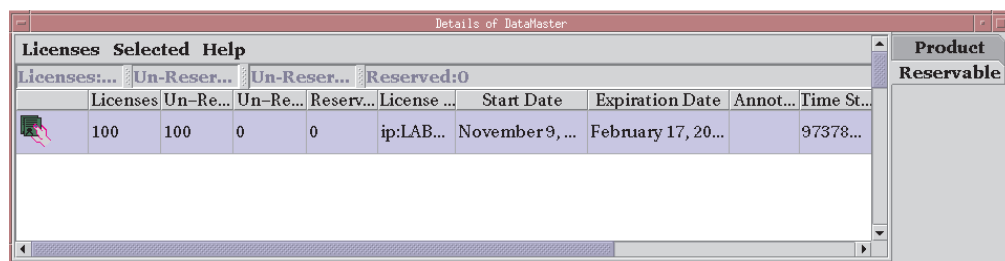 Details of DataMaster
Licenses Selected Help
Product
Licenses:... Un-Reser... Un-Reser... Reserved:0
Reservable
Licenses Un-Re... Un-Re... Reserv... License ... Start Date Expiration Date Annot... Time St...
100 100 0 0 ip:LAB... November 9, ... February 17, 20... 97378...